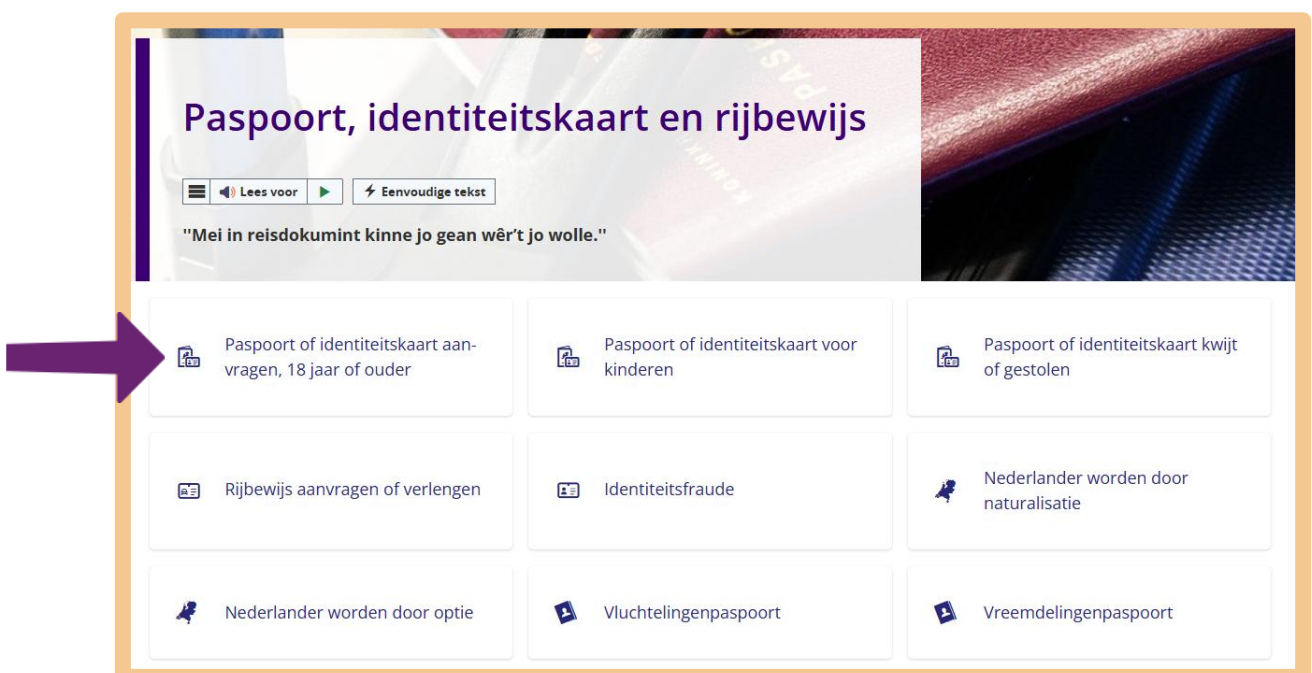 Paspoort, identiteitskaart en rijbewijs
Lees voor
Eenvoudige tekst
"Mei in reisdokumint kinne jo gean wêr't jo wolle."
Paspoort of identiteitskaart aan-
vragen, 18 jaar of ouder
Paspoort of identiteitskaart voor
kinderen
Paspoort of identiteitskaart kwijt
of gestolen
Rijbewijs aanvragen of verlengen
Identiteitsfraude
Nederlander worden door
naturalisatie
Nederlander worden door optie
Vluchtelingenpaspoort
Vreemdelingenpaspoort